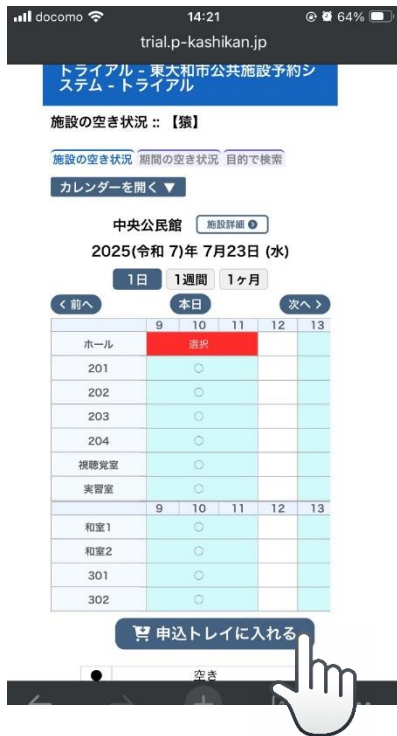 docomo 14:21 64%
trial.p-kashikan.jp
トライアル - 東大和市公共施設予約シ
ステム - トライアル
施設の空き状況 :: 【猿】
施設の空き状況 期間の空き状況 目的で検索
カレンダーを開く ▼
中央公民館 施設詳細
2025(令和 7)年 7月23日 (水)
1日 1週間 1ヶ月
< 前へ 本日 次へ >
9 10 11 12 13
ホール 選択
201 ○
202 ○
203 ○
204 ○
視聴覚室 ○
実習室 ○
9 10 11 12 13
和室1 ○
和室2 ○
301 ○
302 ○
申込トレイに入れる
● 空き